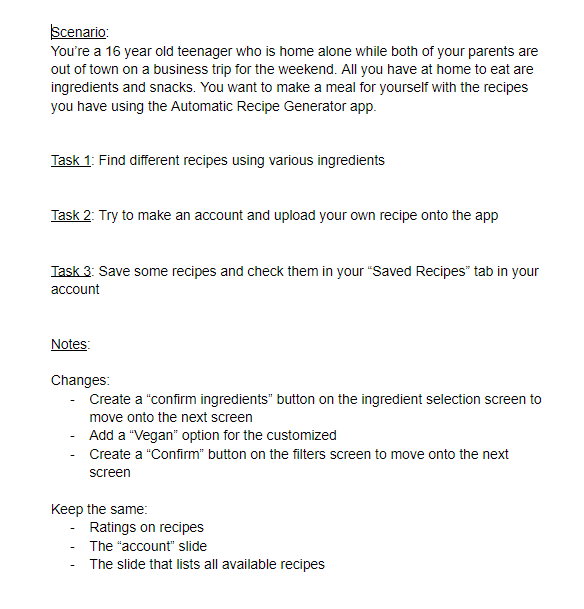 Scenario:
You're a 16 year old teenager who is home alone while both of your parents are
out of town on a business trip for the weekend. All you have at home to eat are
ingredients and snacks. You want to make a meal for yourself with the recipes
you have using the Automatic Recipe Generator app.
Task 1: Find different recipes using various ingredients
Task 2: Try to make an account and upload your own recipe onto the app
Task 3: Save some recipes and check them in your “Saved Recipes” tab in your
account
Notes:
Changes:
- Create a “confirm ingredients” button on the ingredient selection screen to
move onto the next screen
- Add a “Vegan” option for the customized
- Create a “Confirm” button on the filters screen to move onto the next
screen
Keep the same:
- Ratings on recipes
- The “account” slide
- The slide that lists all available recipes